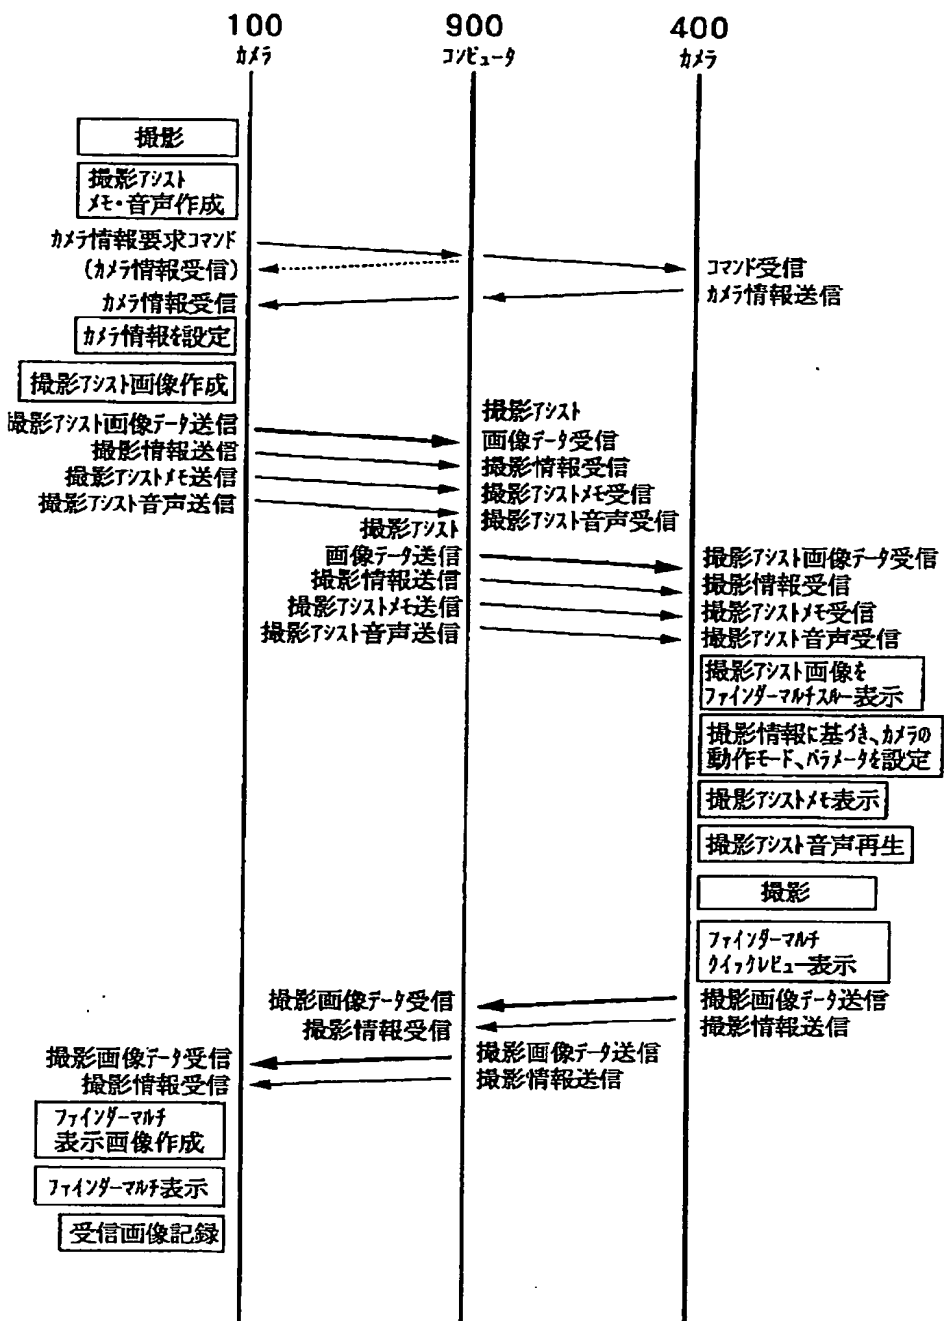 100
カメラ
900
コンピュータ
400
カメラ
撮影
撮影アシスト
メモ・音声作成
カメラ情報要求コマンド
(カメラ情報受信)
コマンド受信
カメラ情報受信
カメラ情報送信
カメラ情報を設定
撮影アシスト画像作成
撮影アシスト画像データ送信
撮影情報送信
撮影アシストメモ送信
撮影アシスト音声送信
撮影アシスト
画像データ受信
撮影情報受信
撮影アシストメモ受信
撮影アシスト音声受信
撮影アシスト
画像データ送信
撮影情報送信
撮影アシストメモ送信
撮影アシスト音声送信
撮影アシスト画像データ受信
撮影情報受信
撮影アシストメモ受信
撮影アシスト音声受信
撮影アシスト画像を
ファインダーマルチスルー表示
撮影情報に基づき、カメラの
動作モード、パラメータを設定
撮影アシストメモ表示
撮影アシスト音声再生
撮影
ファインダーマルチ
クイックレビュー表示
撮影画像データ送信
撮影情報送信
撮影画像データ受信
撮影情報受信
撮影画像データ送信
撮影情報送信
撮影画像データ受信
撮影情報受信
ファインダーマルチ
表示画像作成
ファインダーマルチ表示
受信画像記録